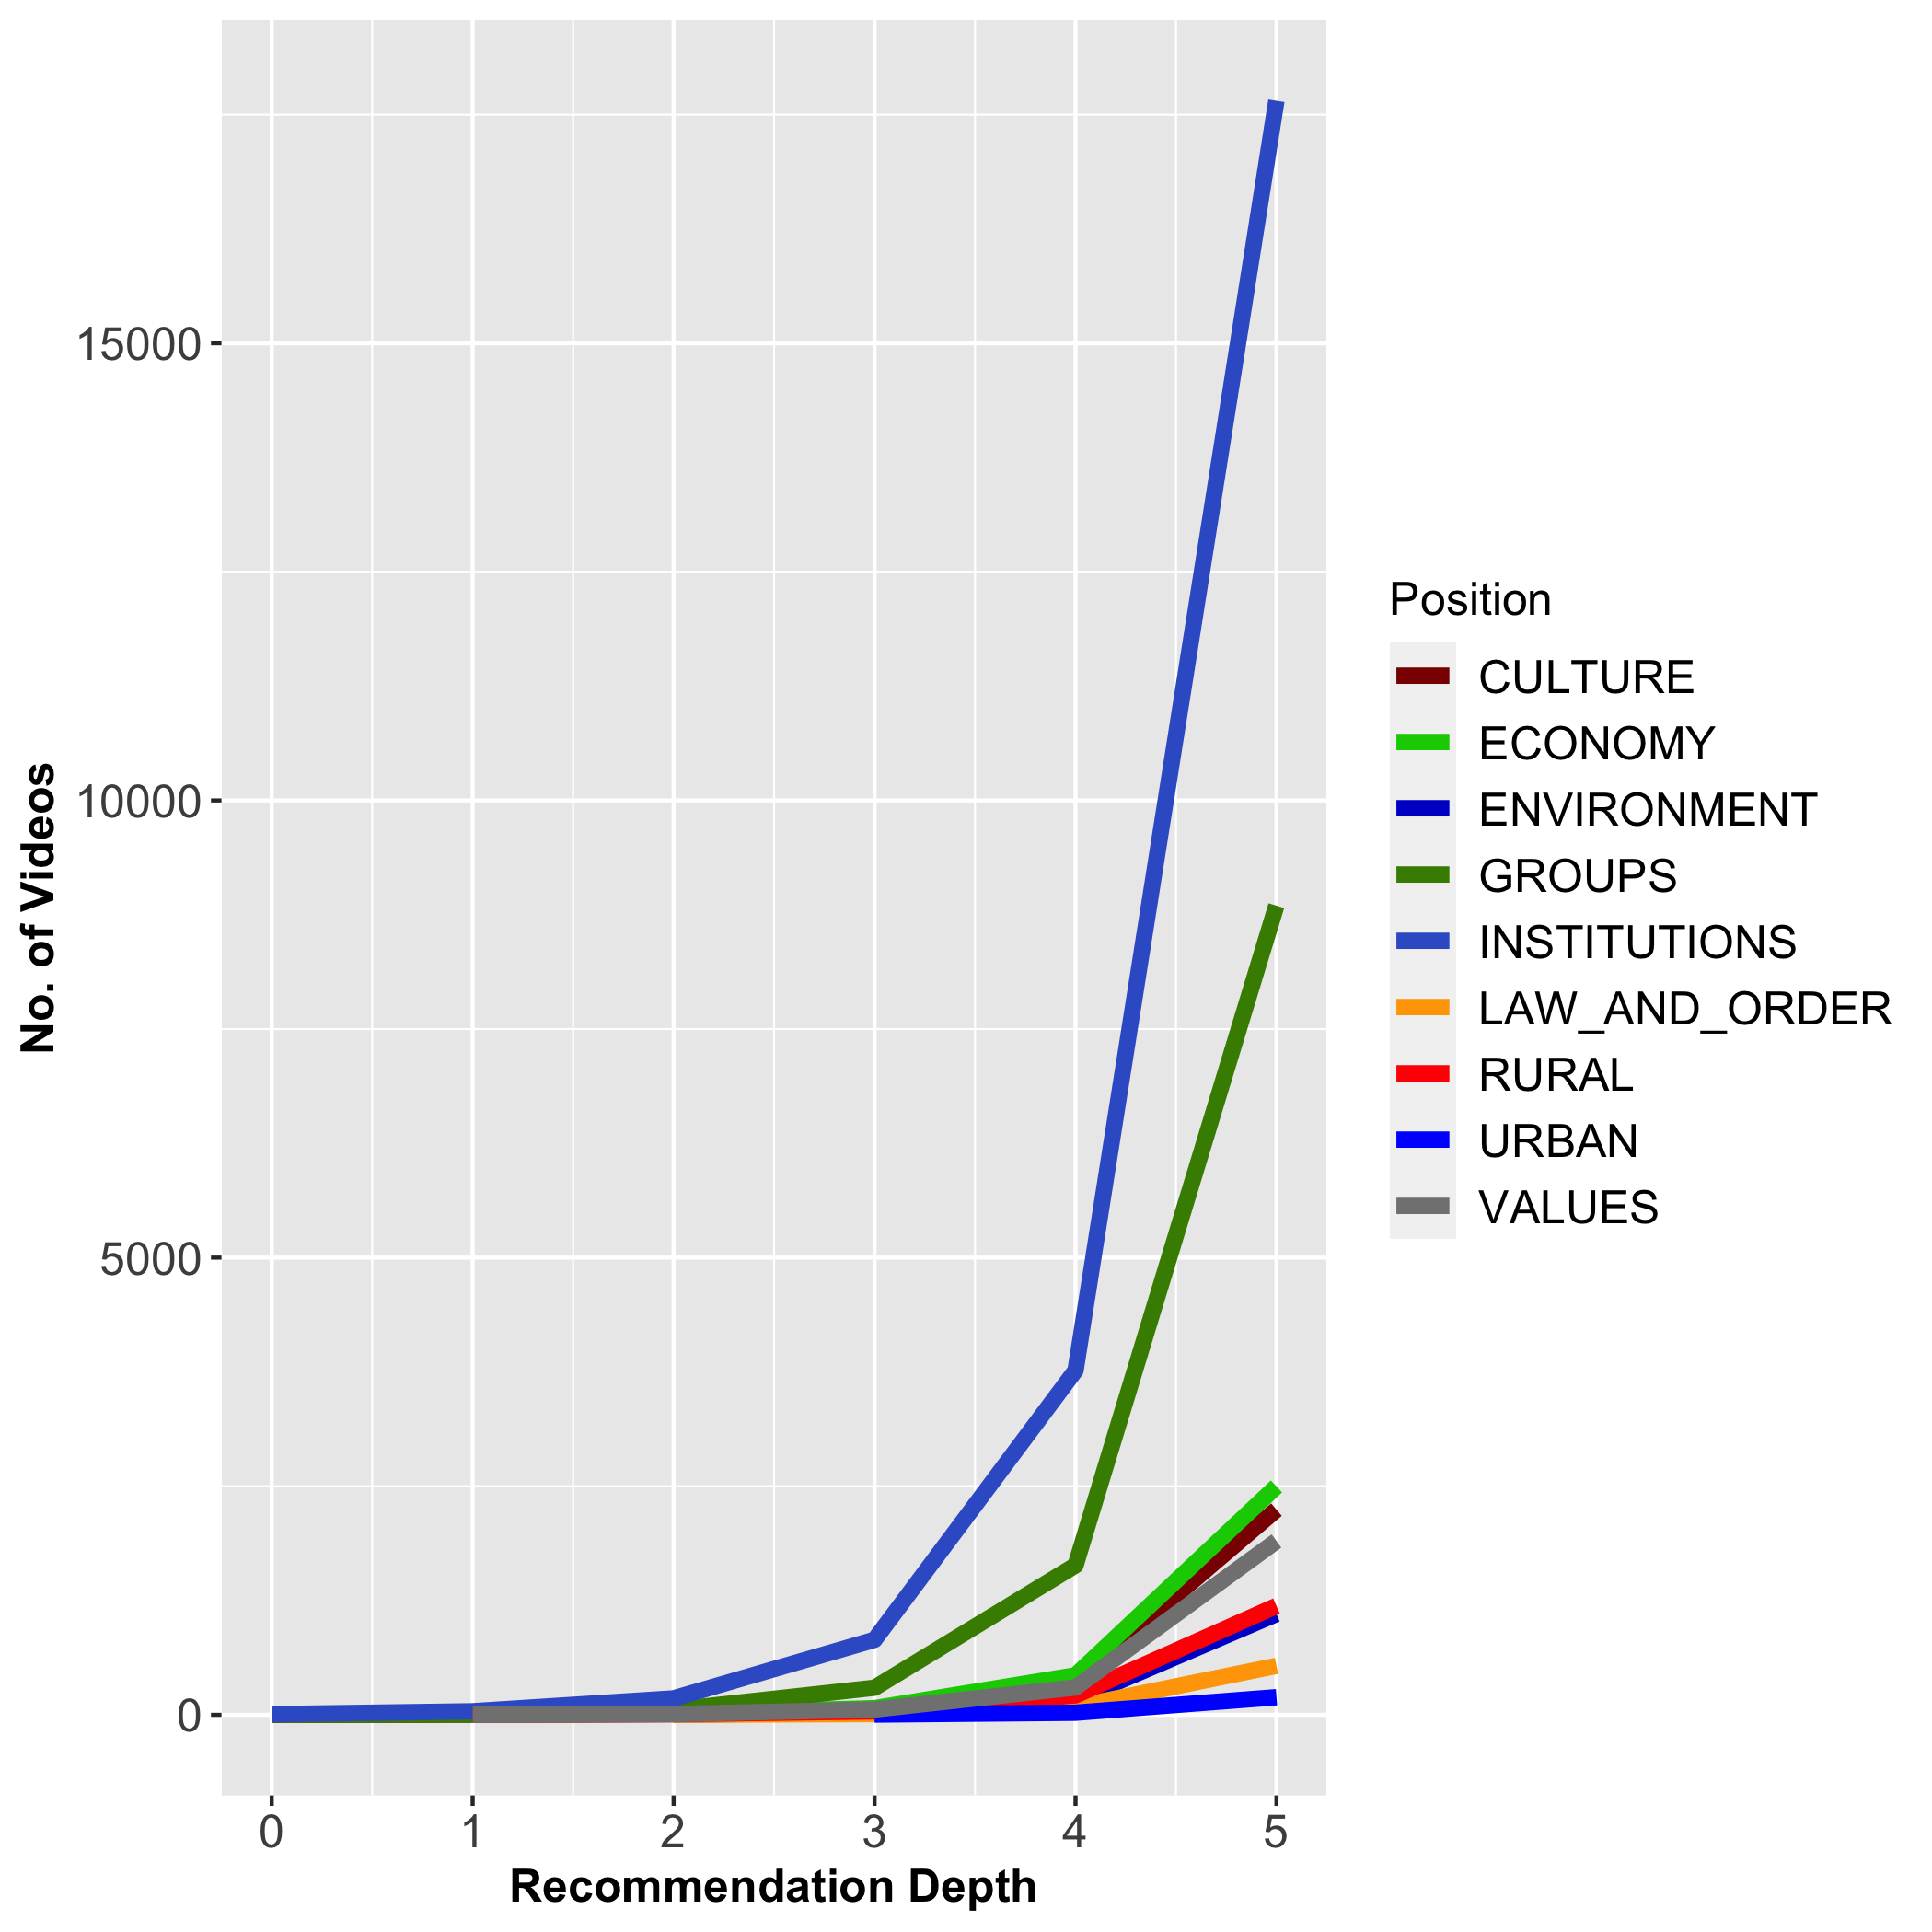 No. of Videos
15000
10000
5000
0
0 1 2 3 4 5
Recommendation Depth
Position
CULTURE
ECONOMY
ENVIRONMENT
GROUPS
INSTITUTIONS
LAW_AND_ORDER
RURAL
URBAN
VALUES